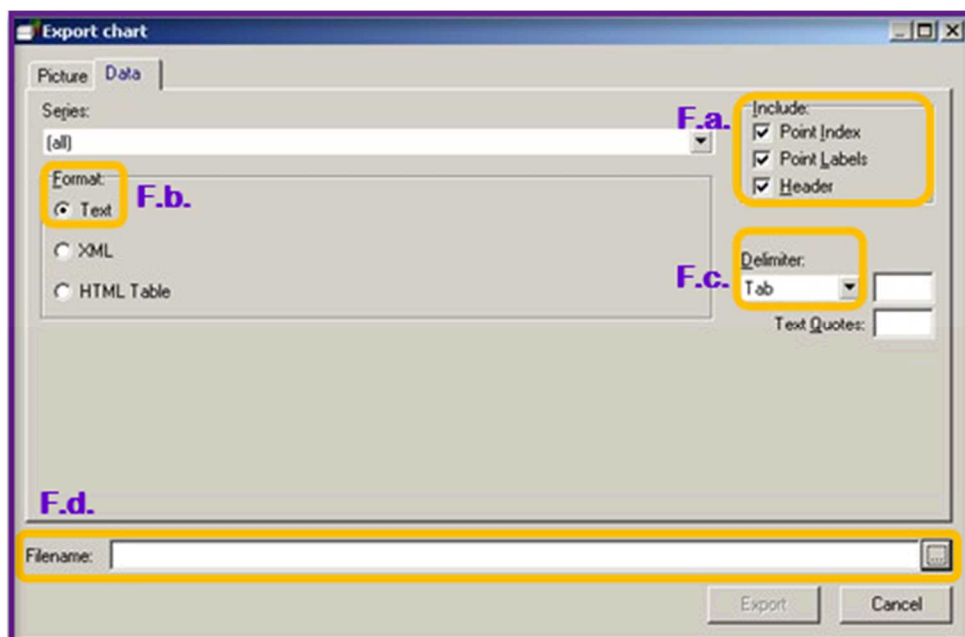 Export chart
Picture Data
Series:
(all)
F.a.
Include:
Point Index
Point Labels
Header
Format:
F.b.
Text
XML
HTML Table
F.c.
Delimiter:
Tab
Text Quotes:
F.d.
Filename:
...
Export Cancel